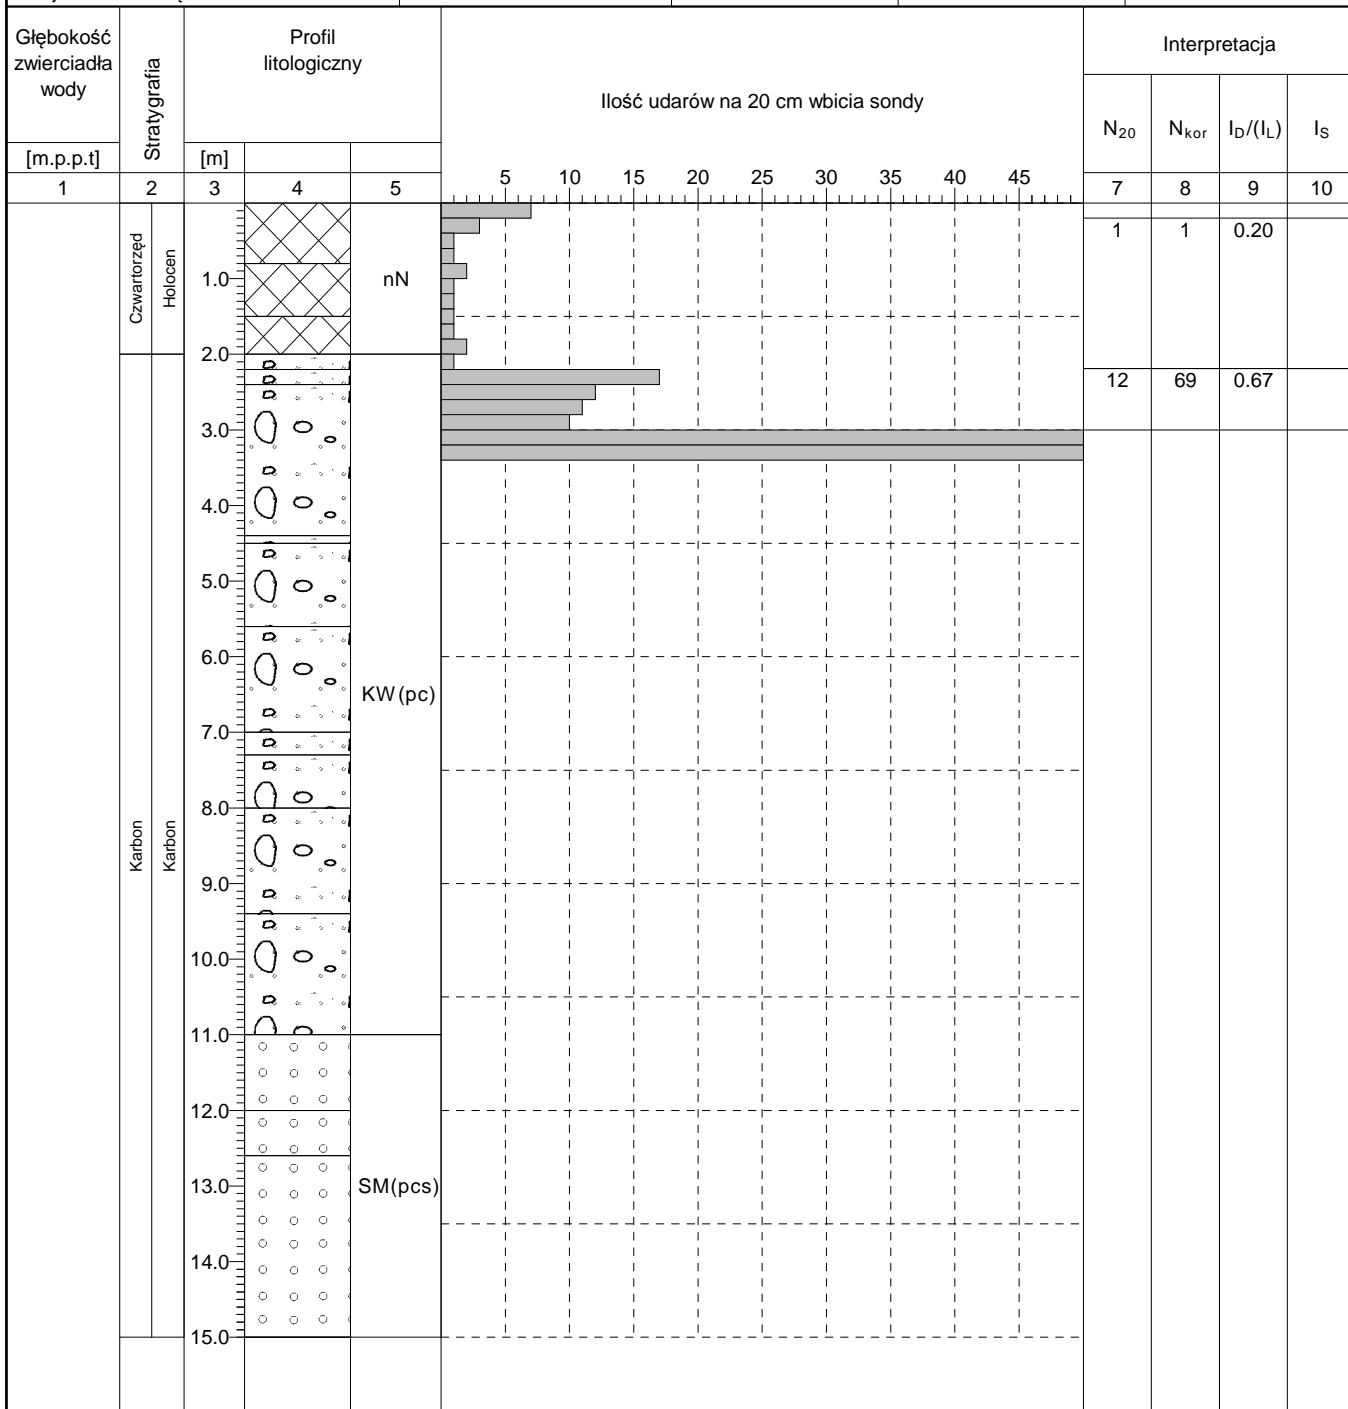 Głębokość
zwierciadła
wody
[m.p.p.t]
Stratygrafia
Profil
litologiczny
[m]
Ilość udarów na 20 cm wbicia sondy
Interpretacja
N20 Nkor ID/(IL) IS
5 10 15 20 25 30 35 40 45
1 2 3 4 5 7 8 9 10
Czwartorzęd
Holocen
nN
1 1 0.20
1.0
2.0
12 69 0.67
3.0
4.0
5.0
6.0
KW(pc)
7.0
8.0
Karbon
Karbon
9.0
10.0
11.0
12.0
13.0
SM(pcs)
14.0
15.0